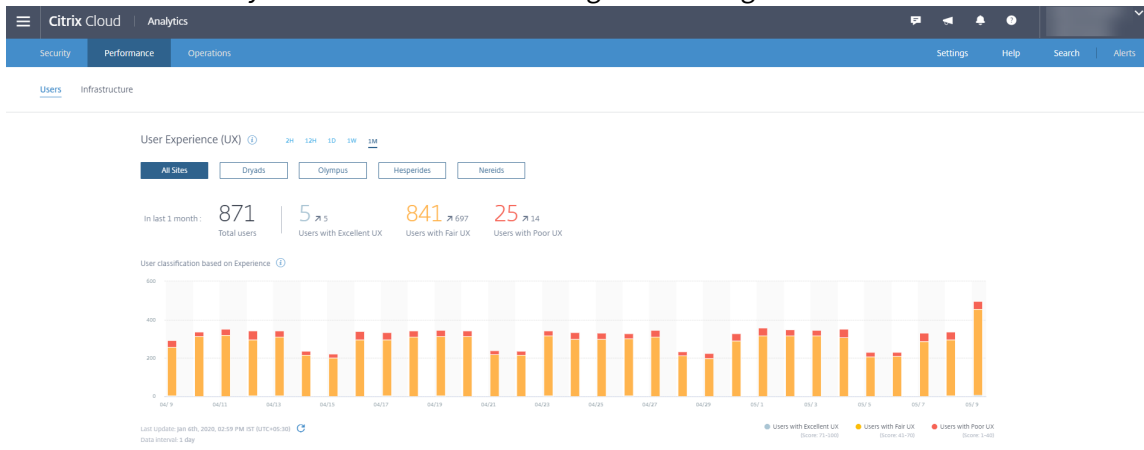 Citrix Cloud Analytics
Security Performance Operations Settings Help Search Alerts
Users Infrastructure
User Experience (UX) 2H 12H 1D 1W 1M
All Sites Dryads Olympus Hesperides Nereids
In last 1 month : 871 5 5 841 697 25 14
Total users Users with Excellent UX Users with Fair UX Users with Poor UX
User classification based on Experience
600
400
200
0
04/ 9 04/11 04/13 04/15 04/17 04/19 04/21 04/23 04/25 04/27 04/29 05/ 1 05/ 3 05/ 5 05/ 7 05/ 9
Last Update: Jan 6th, 2020, 02:59 PM IST (UTC+05:30) Users with Excellent UX Users with Fair UX Users with Poor UX
Data Interval: 1 day (Score: 71-100) (Score: 41-70) (Score: 1-40)